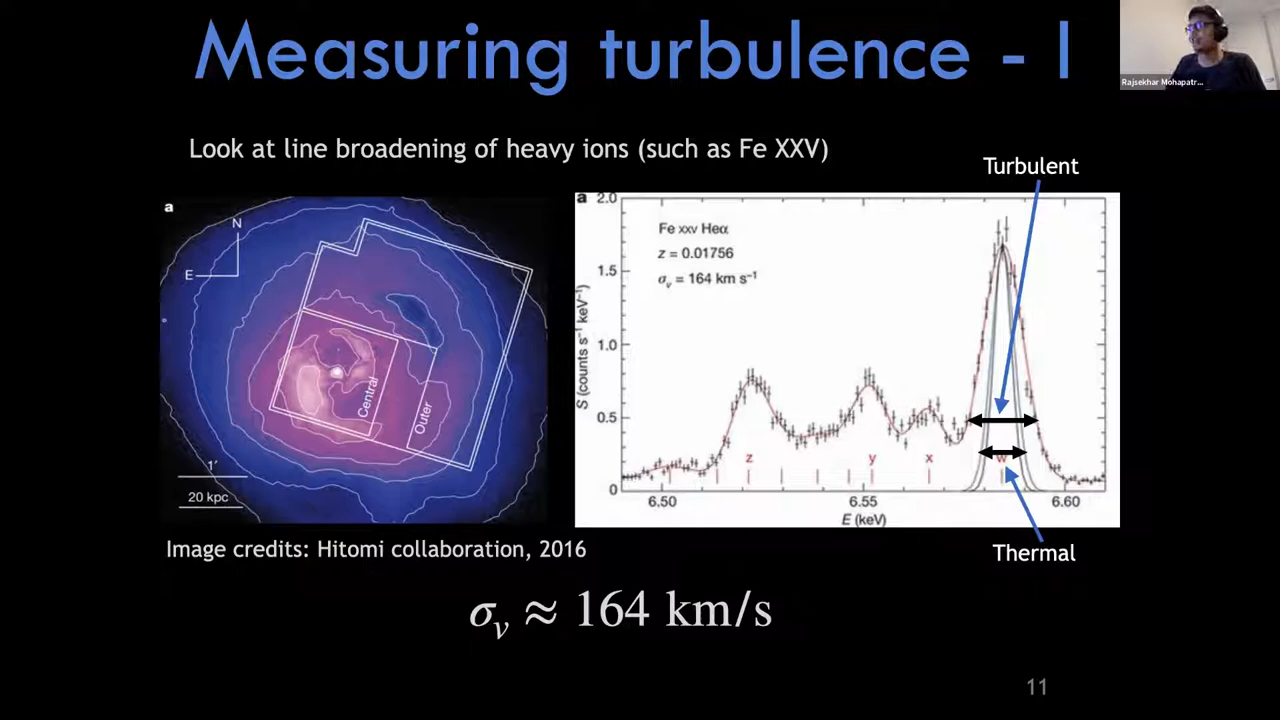 Measuring turbulence - I
Rajsekhar Mohapatr...
Look at line broadening of heavy ions (such as Fe XXV)
Turbulent
a
N
E
Central
Outer
1'
20 kpc
a
2.0
1.5
1.0
0.5
0
S (counts s⁻¹ keV⁻¹)
Fe XXV Heα
z = 0.01756
σᵥ = 164 km s⁻¹
z
y
x
w
6.50
6.55
6.60
E (keV)
Image credits: Hitomi collaboration, 2016
Thermal
σᵥ ≈ 164 km/s
11